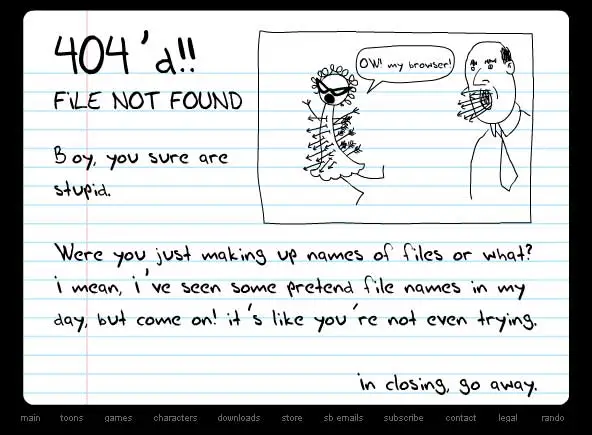 404'd!!
FiLE NOT FOUND
OW! my browser!
Boy, you sure are
stupid.
Were you just making up names of files or what?
i mean, i've seen some pretend file names in my
day, but come on! it's like you're not even trying.
in closing, go away.
main toons games characters downloads store sb emails subscribe contact legal rando